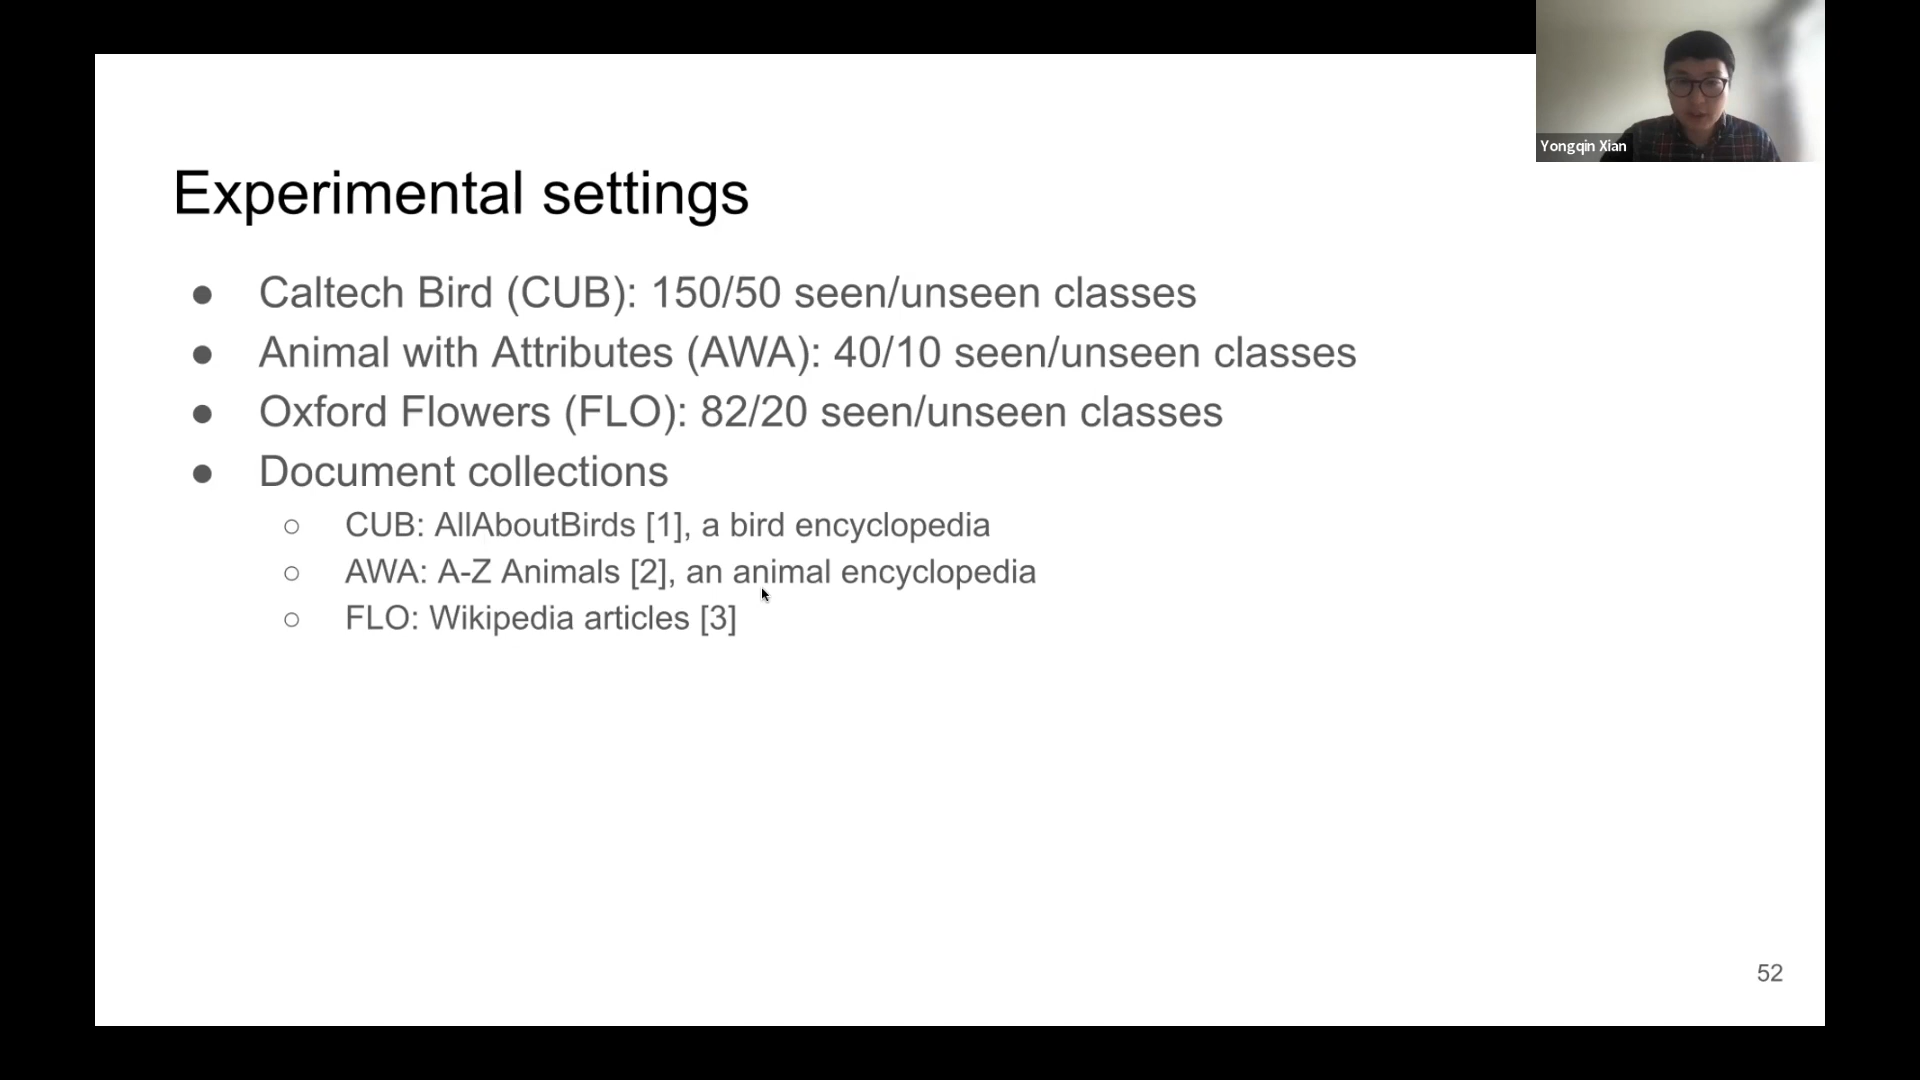 Yongqin Xian
Experimental settings
● Caltech Bird (CUB): 150/50 seen/unseen classes
● Animal with Attributes (AWA): 40/10 seen/unseen classes
● Oxford Flowers (FLO): 82/20 seen/unseen classes
● Document collections
○ CUB: AllAboutBirds [1], a bird encyclopedia
○ AWA: A-Z Animals [2], an animal encyclopedia
○ FLO: Wikipedia articles [3]
52